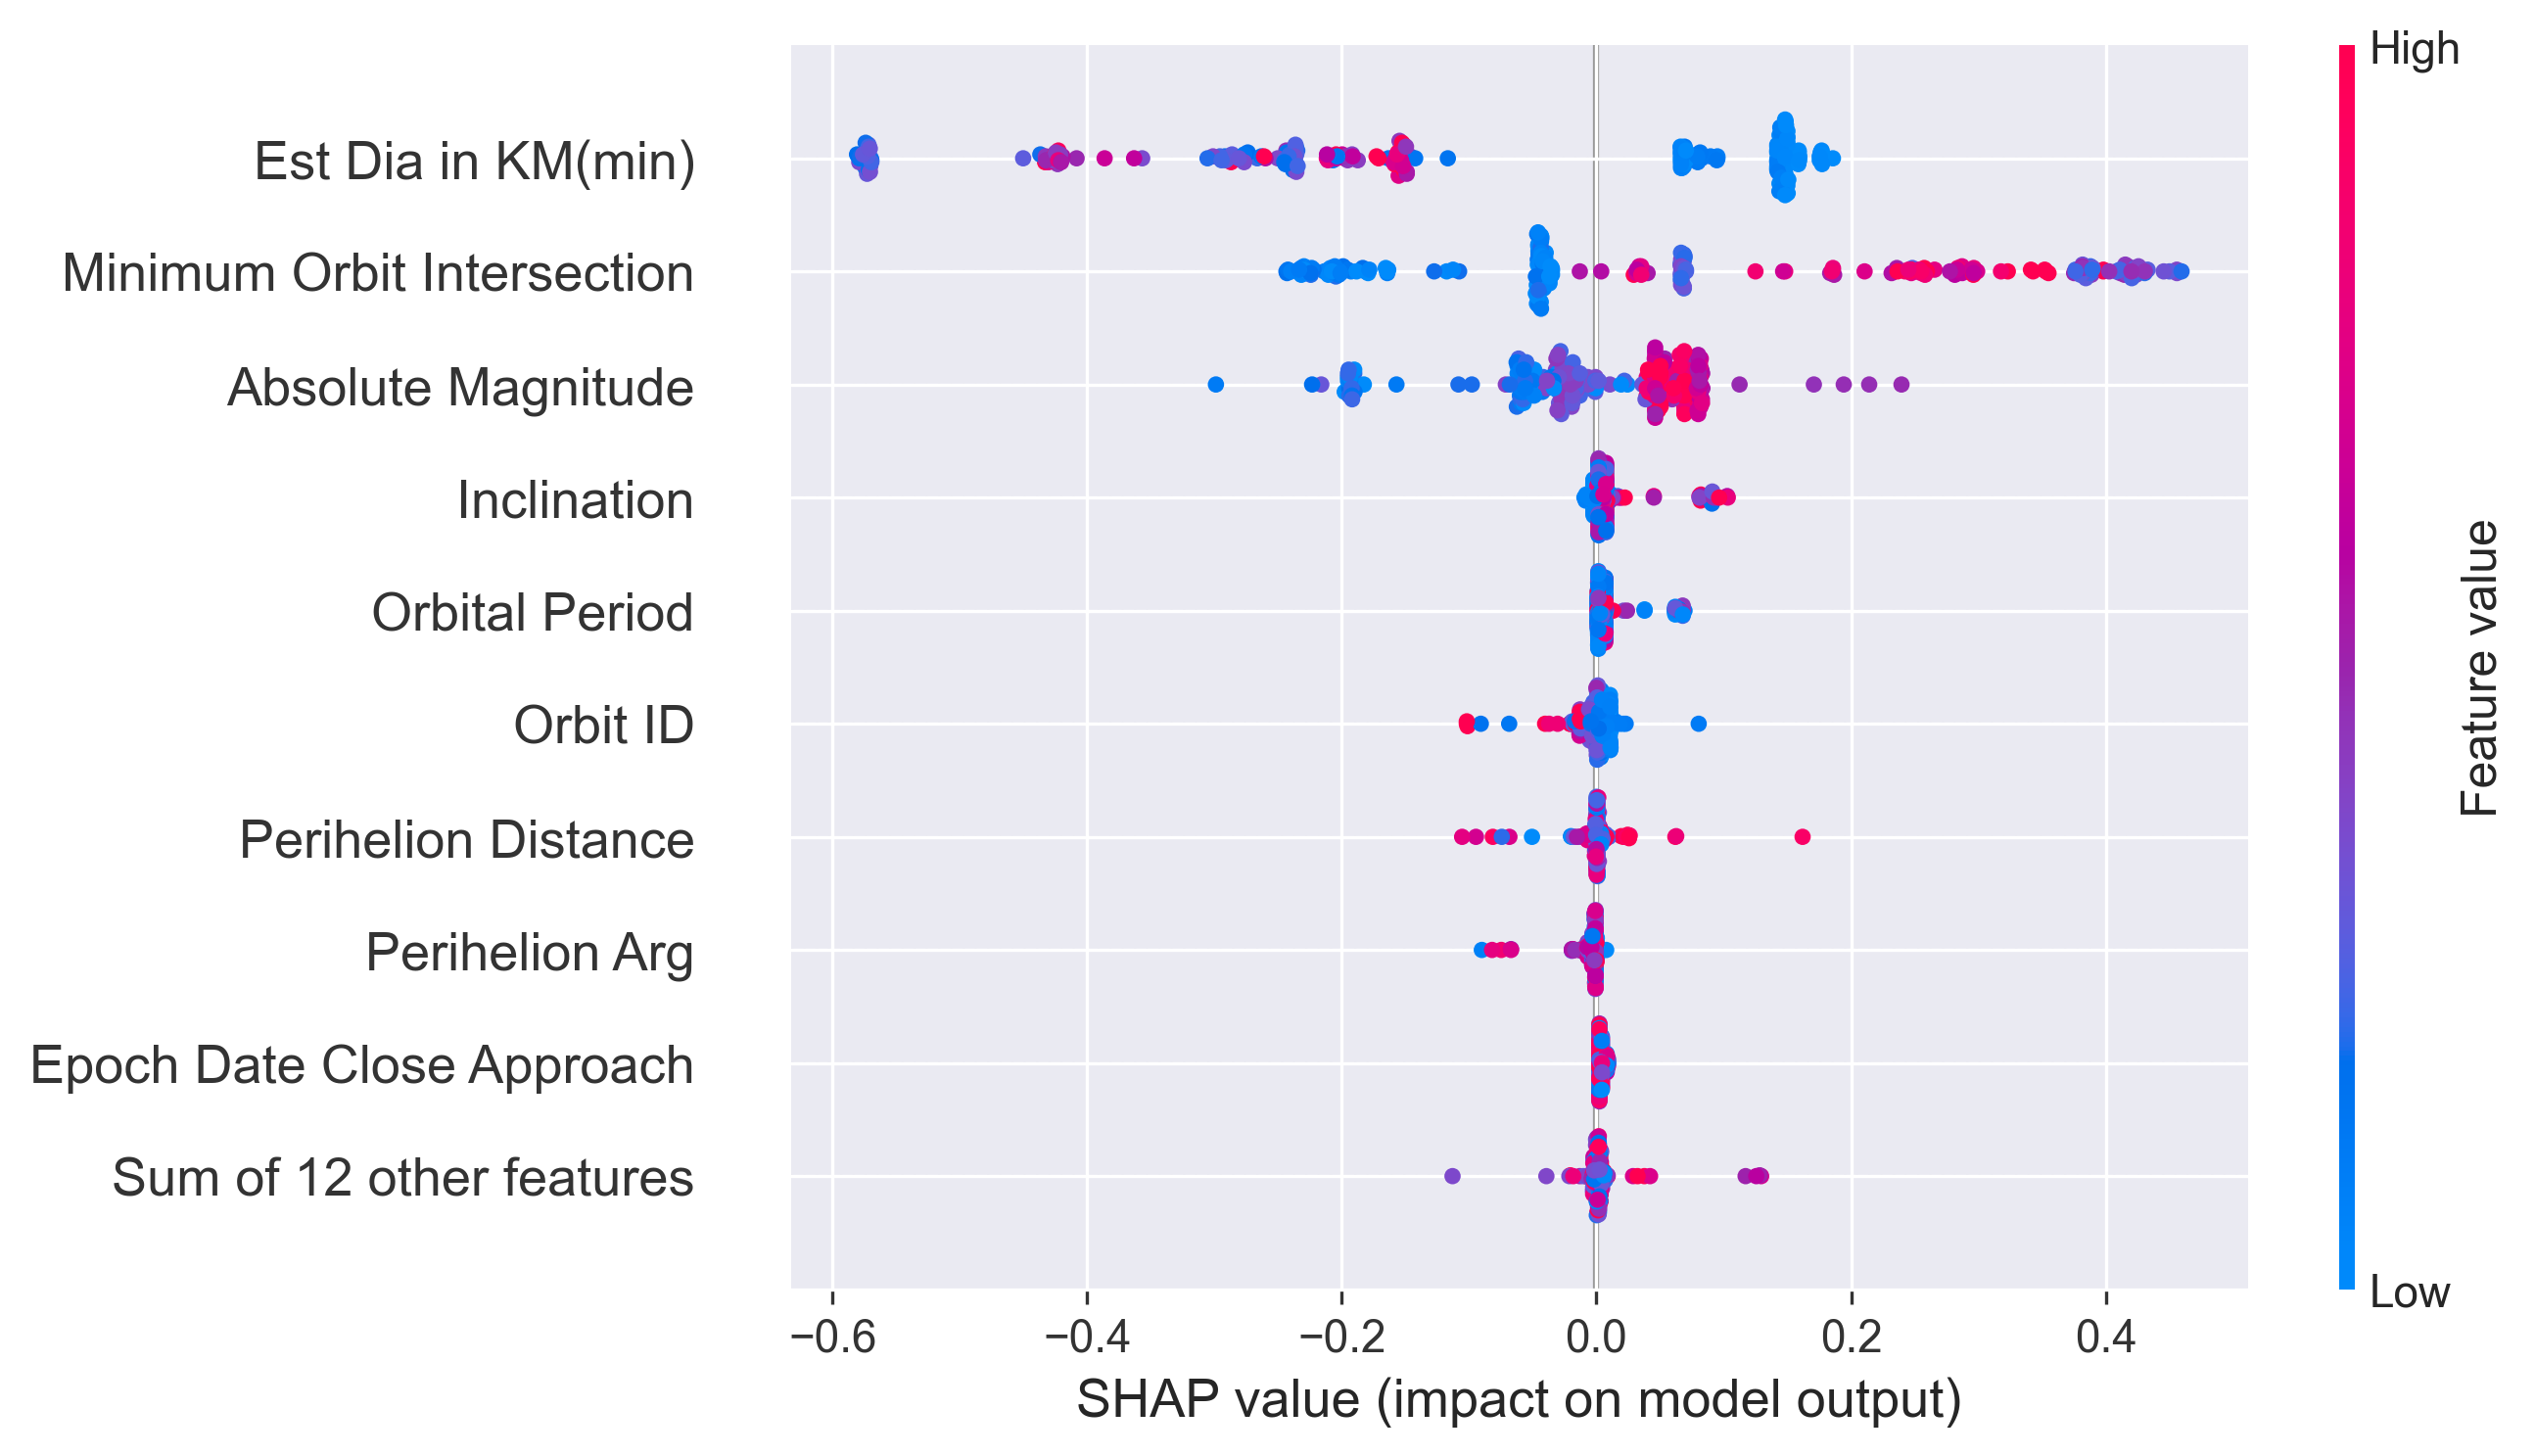 High
Est Dia in KM(min)
Minimum Orbit Intersection
Absolute Magnitude
Inclination
Orbital Period
Orbit ID
Perihelion Distance
Perihelion Arg
Epoch Date Close Approach
Sum of 12 other features
Feature value
Low
−0.6 −0.4 −0.2 0.0 0.2 0.4
SHAP value (impact on model output)